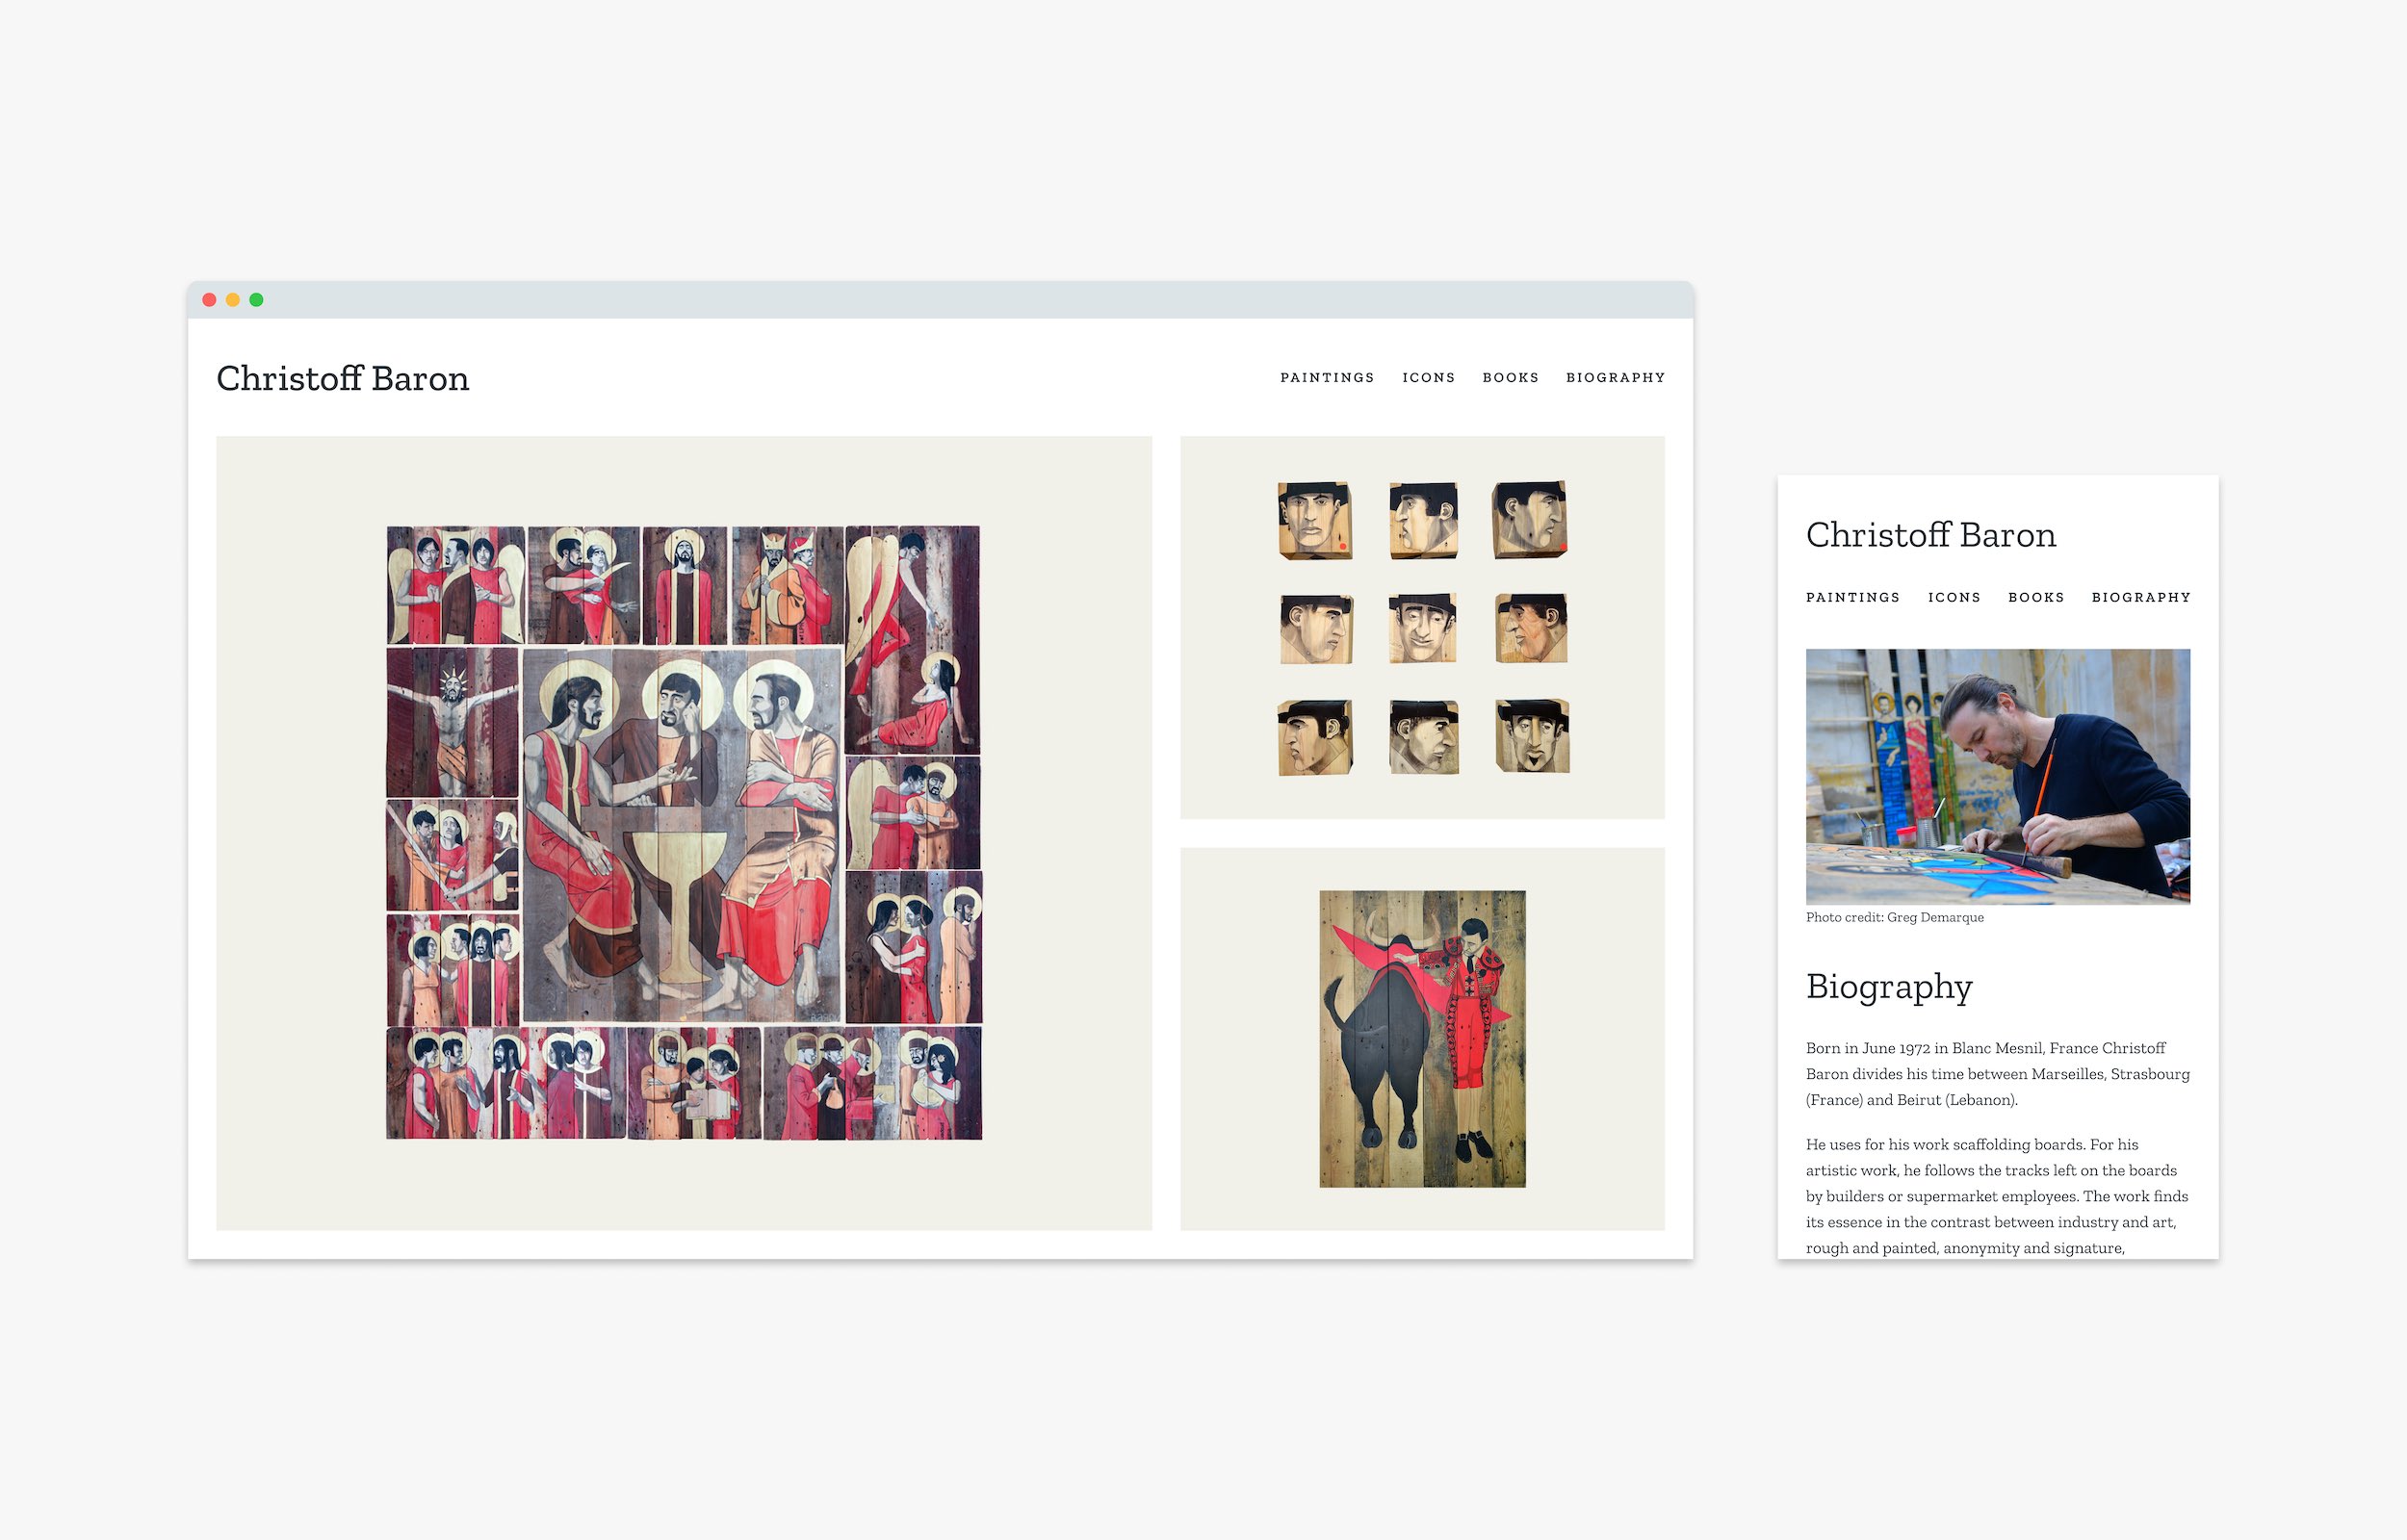 Christoff Baron
PAINTINGS ICONS BOOKS BIOGRAPHY
Christoff Baron
PAINTINGS ICONS BOOKS BIOGRAPHY
Photo credit: Greg Demarque
Biography
Born in June 1972 in Blanc Mesnil, France Christoff
Baron divides his time between Marseilles, Strasbourg
(France) and Beirut (Lebanon).
He uses for his work scaffolding boards. For his
artistic work, he follows the tracks left on the boards
by builders or supermarket employees. The work finds
its essence in the contrast between industry and art,
rough and painted, anonymity and signature,